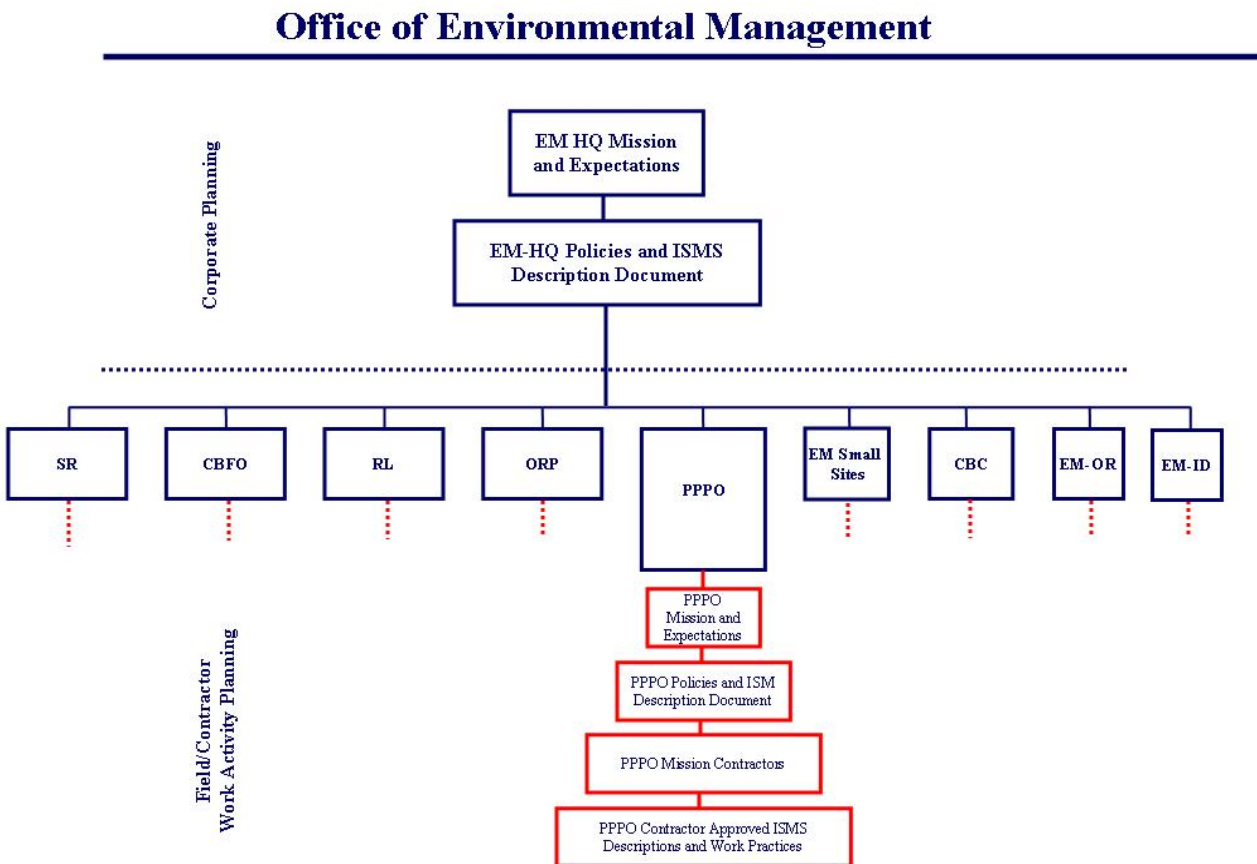 Office of Environmental Management
Corporate Planning
EM HQ Mission
and Expectations
EM-HQ Policies and ISMS
Description Document
SR
CBFO
RL
ORP
PPPO
EM Small
Sites
CBC
EM-OR
EM-ID
Field/Contractor
Work Activity Planning
PPPO
Mission and
Expectations
PPPO Policies and ISM
Description Document
PPPO Mission Contractors
PPPO Contractor Approved ISMS
Descriptions and Work Practices